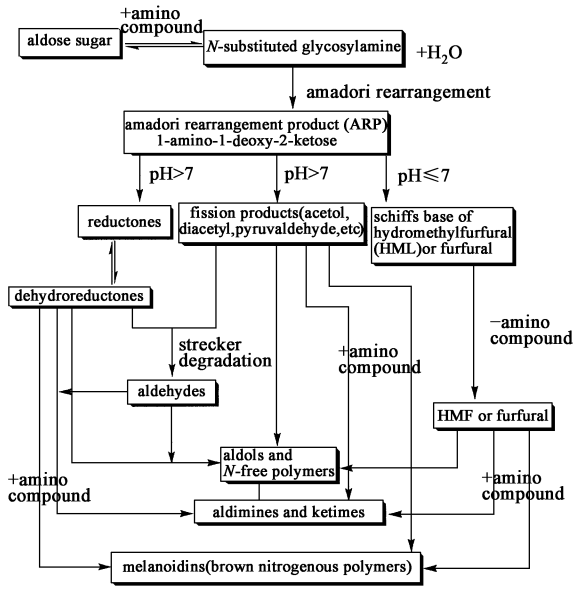 +amino
compound
aldose sugar
N-substituted glycosylamine
+H2O
amadori rearrangement
amadori rearrangement product (ARP)
1-amino-1-deoxy-2-ketose
pH>7
pH>7
pH≤7
reductones
fission products(acetol,
diacetyl,pyruvaldehyde,etc)
schiffs base of
hydromethylfurfural
(HML)or furfural
dehydroreductones
strecker
degradation
+amino
compound
−amino
compound
aldehydes
HMF or furfural
aldols and
N-free polymers
+amino
compound
+amino
compound
aldimines and ketimes
melanoidins(brown nitrogenous polymers)